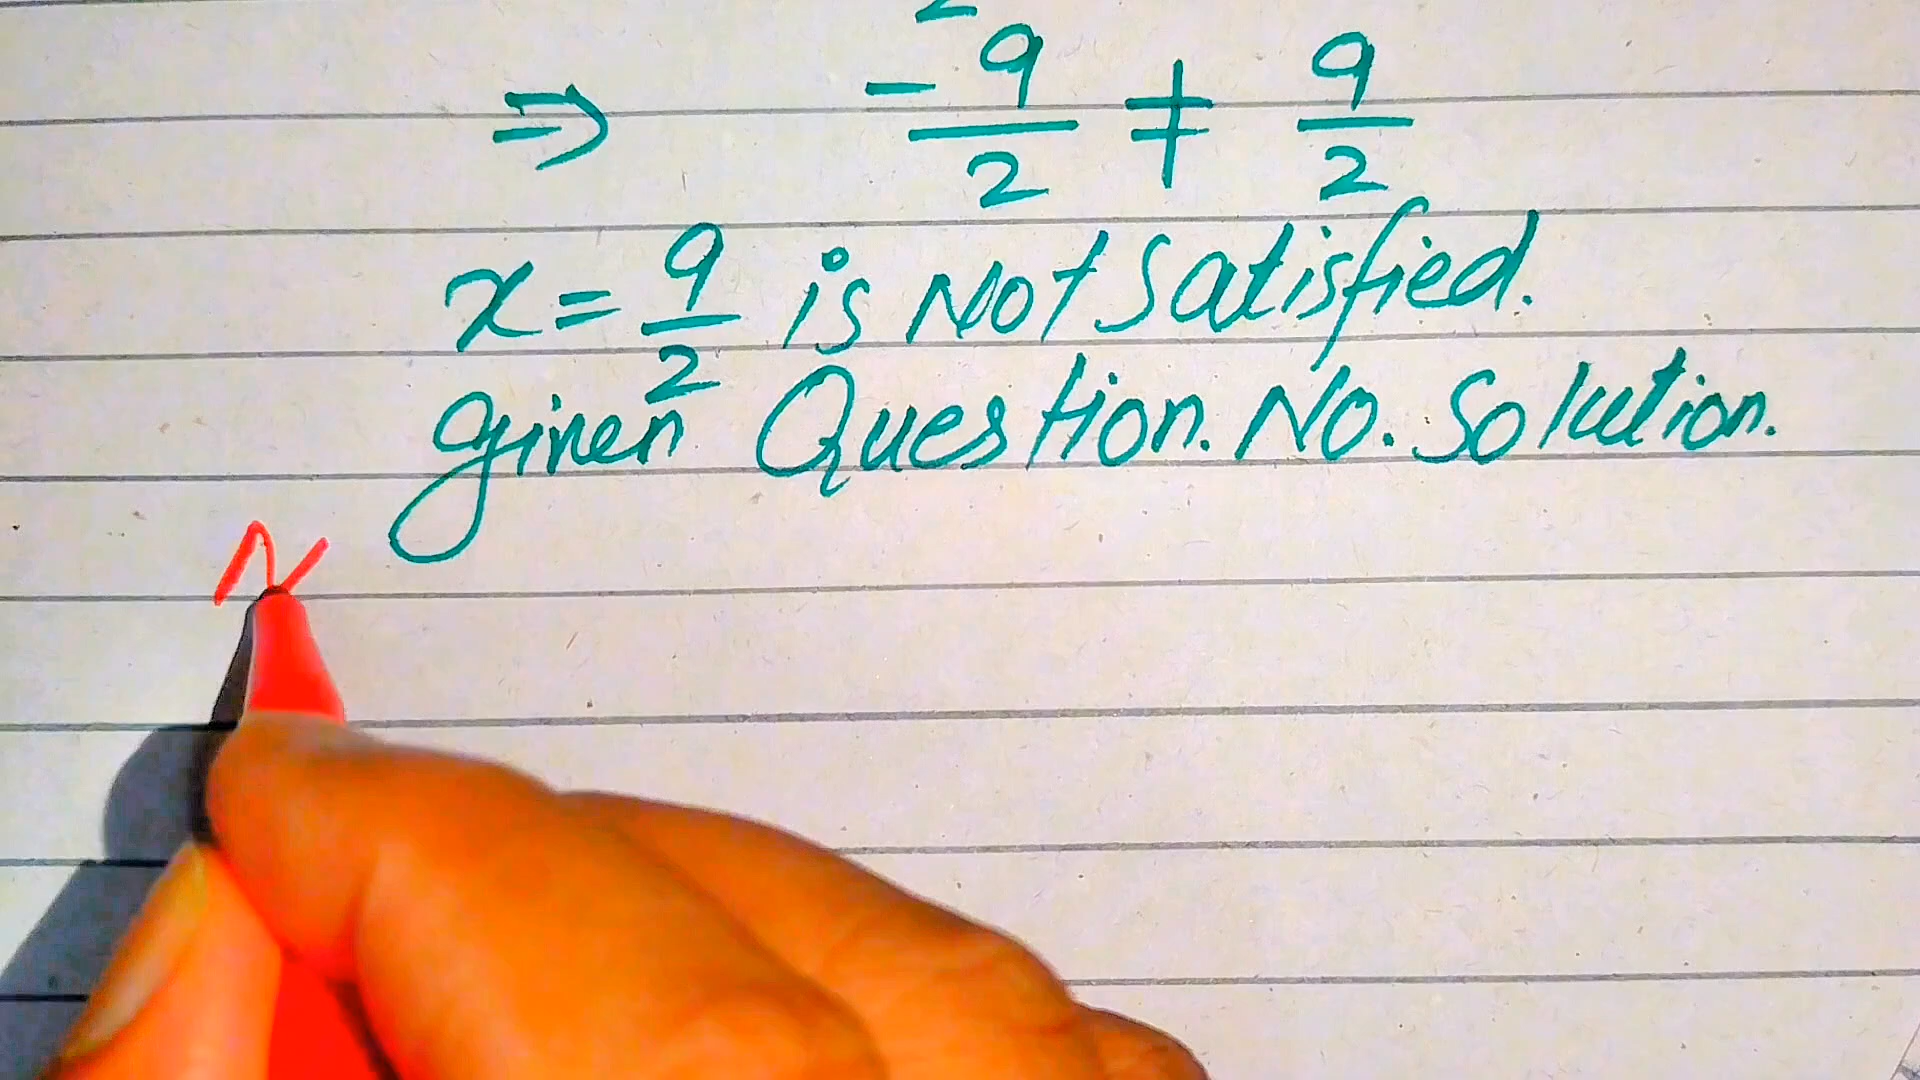 ⇒ -9/2 ≠ 9/2
x = 9/2 is Not Satisfied.
given Question. No. Solution.
N